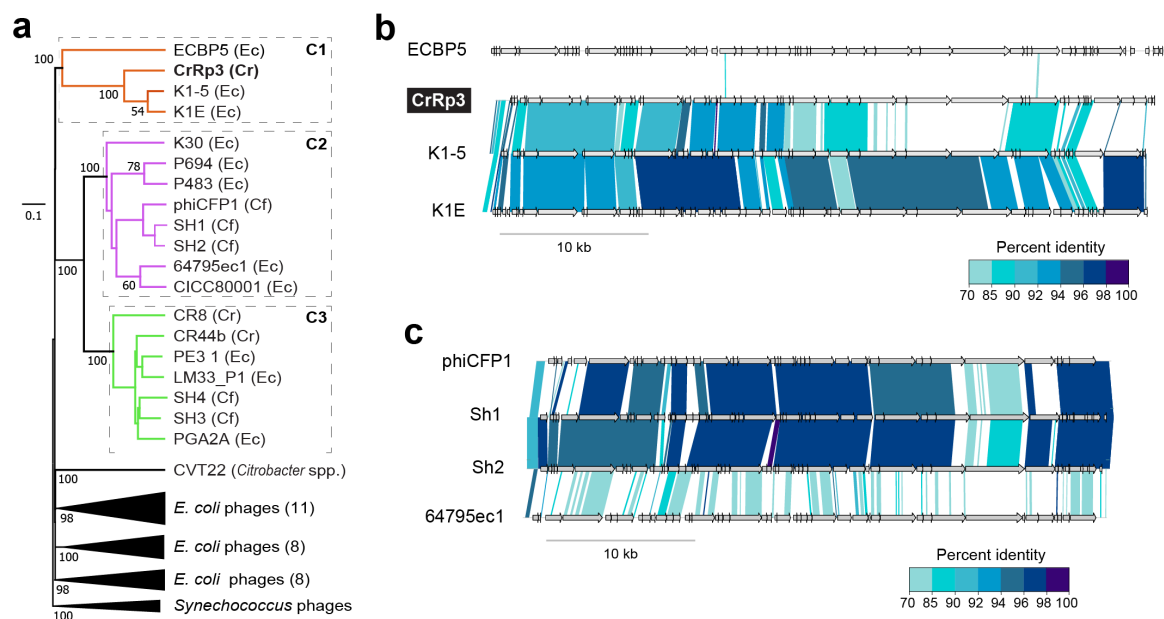 a
ECBP5 (Ec)
C1
100
CrRp3 (Cr)
100
K1-5 (Ec)
54
K1E (Ec)
K30 (Ec)
C2
100
78
P694 (Ec)
P483 (Ec)
0.1
phiCFP1 (Cf)
SH1 (Cf)
SH2 (Cf)
100
64795ec1 (Ec)
60
CICC80001 (Ec)
CR8 (Cr)
C3
CR44b (Cr)
100
PE3 1 (Ec)
LM33_P1 (Ec)
SH4 (Cf)
SH3 (Cf)
PGA2A (Ec)
CVT22 (Citrobacter spp.)
100
E. coli phages (11)
98
E. coli phages (8)
100
E. coli phages (8)
98
Synechococcus phages
100
b
ECBP5
CrRp3
K1-5
K1E
10 kb
Percent identity
70 85 90 92 94 96 98 100
c
phiCFP1
Sh1
Sh2
64795ec1
10 kb
Percent identity
70 85 90 92 94 96 98 100